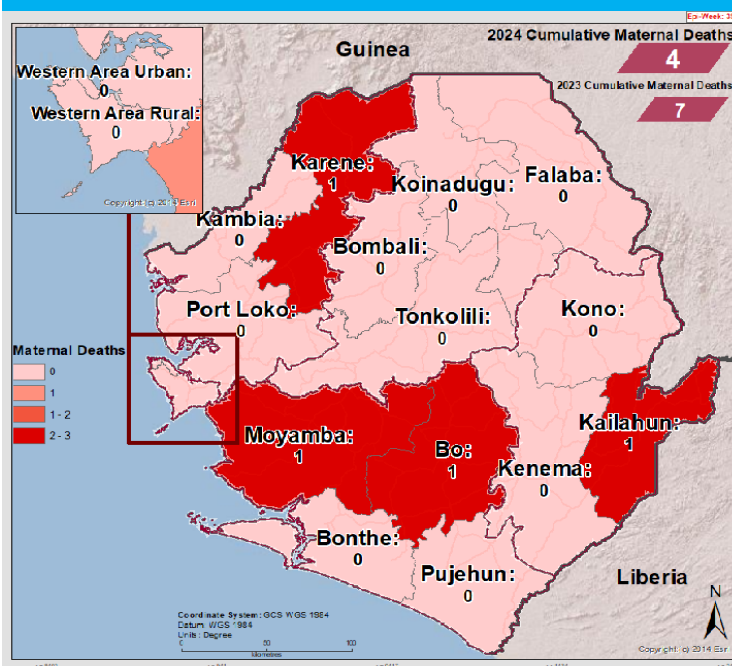 Epi-Week: 39
Guinea
2024 Cumulative Maternal Deaths
4
2023 Cumulative Maternal Deaths
7
Western Area Urban:
0
Western Area Rural:
0
Copyright: (c) 2014 Esri
Karene:
1
Koinadugu:
0
Falaba:
0
Kambia:
0
Bombali:
0
Port Loko:
0
Tonkolili:
0
Kono:
0
Maternal Deaths
0
1
1 - 2
2 - 3
Moyamba:
1
Bo:
1
Kenema:
0
Kailahun:
1
Bonthe:
0
Pujehun:
0
Liberia
N
Coordinate System: GCS WGS 1984
Datum: WGS 1984
Units: Degree
0 50 100
Kilometres
Copyright: (c) 2014 Esri